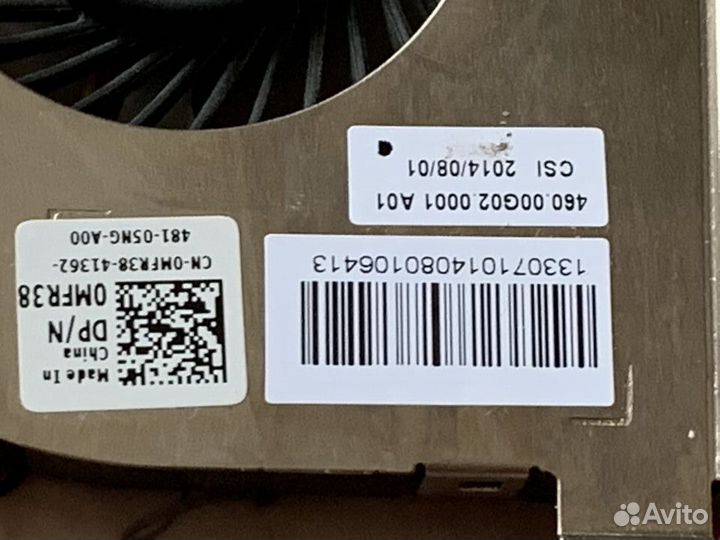 460.00G02.0001 A01
CSI 2014/08/01
133071014080106413
Made In
China
DP/N
0MFR38
CN-0MFR38-41362-
481-05NG-A00
Avito